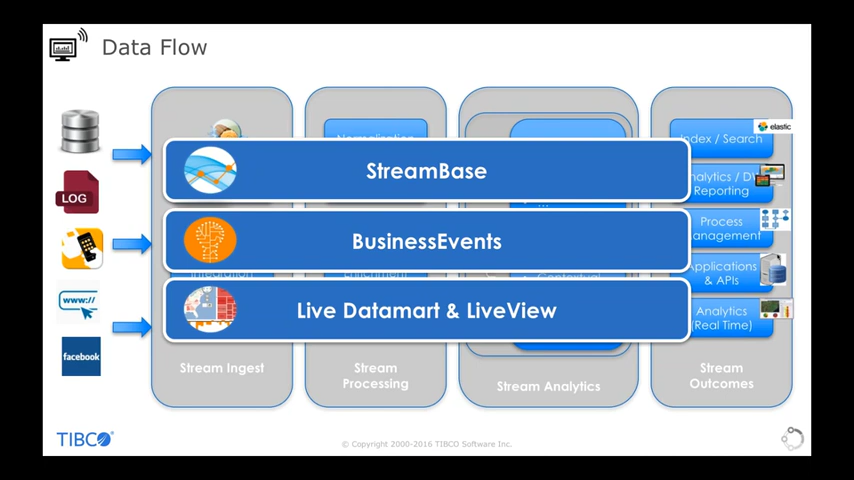 Data Flow
elastic
Index / Search
StreamBase
LOG
Reporting
BusinessEvents
Process
www://
Applications
& APIs
Live Datamart & LiveView
Analytics
(Real Time)
facebook
Stream Ingest
Stream
Processing
Stream Analytics
Stream
Outcomes
TIBCO
© Copyright 2000-2016 TIBCO Software Inc.